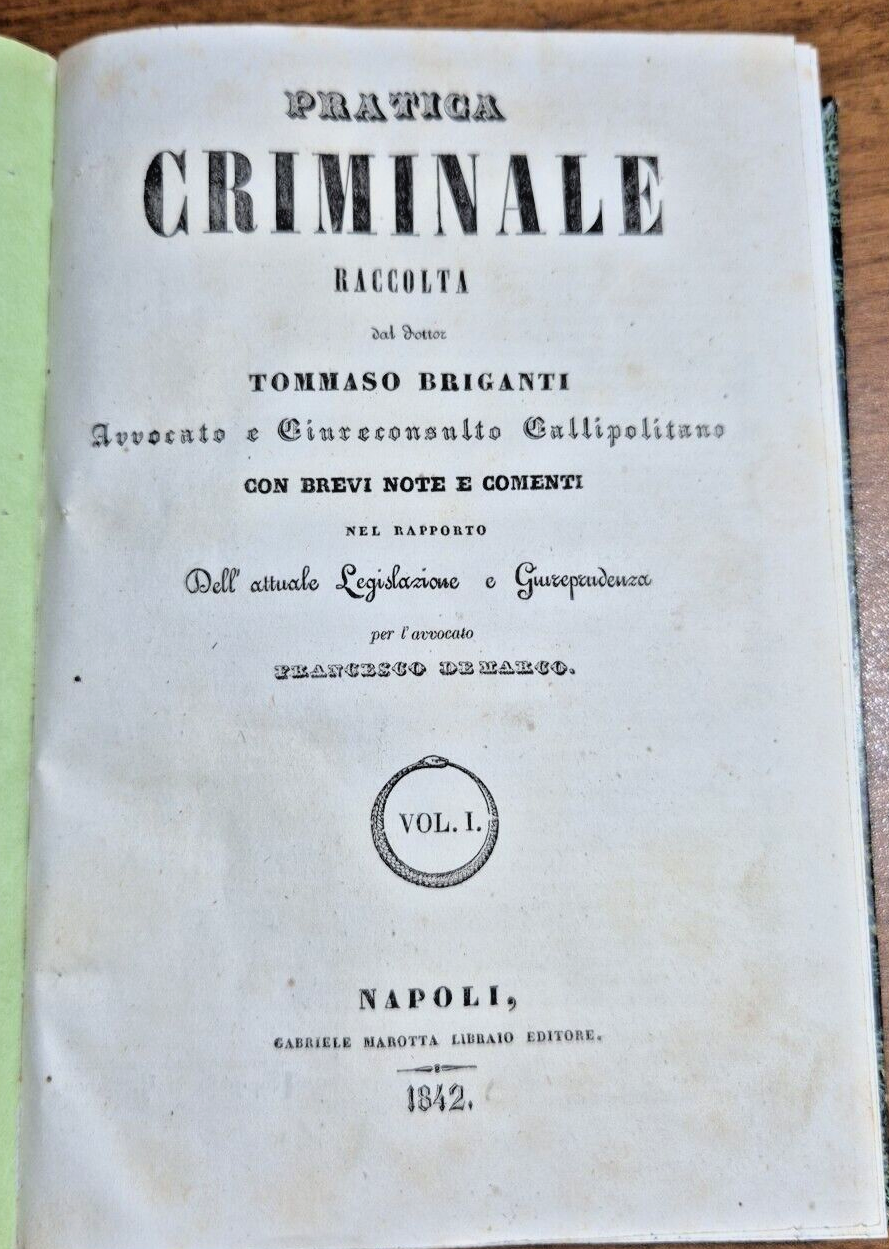 PRATICA
CRIMINALE
RACCOLTA
dal dottor
TOMMASO BRIGANTI
Avvocato e Giureconsulto Gallipolitano
CON BREVI NOTE E COMENTI
NEL RAPPORTO
Dell' attuale Legislazione e Giureprudenza
per l'avvocato
FRANCESCO DE MARCO.
VOL. I.
NAPOLI,
GABRIELE MAROTTA LIBRAIO EDITORE.
1842.